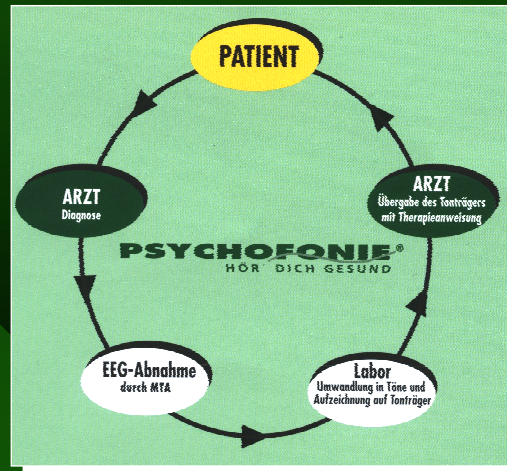 PATIENT
ARZT
Diagnose
ARZT
Übergabe des Tonträgers
mit Therapieanweisung
PSYCHOFONIE®
HÖR DICH GESUND
EEG-Abnahme
durch MTA
Labor
Umwandlung in Töne und
Aufzeichnung auf Tonträger